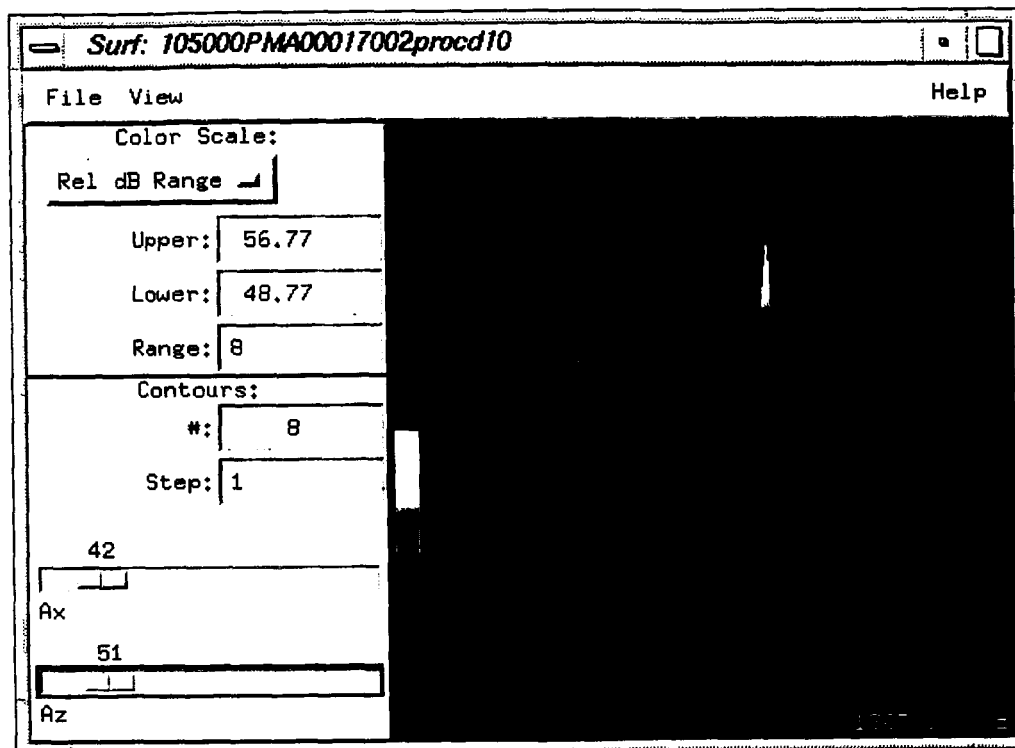 Surf: 105000PMA00017002procd10
File View Help
Color Scale:
Rel dB Range
Upper: 56.77
Lower: 48.77
Range: 8
Contours:
#: 8
Step: 1
42
Ax
51
Az